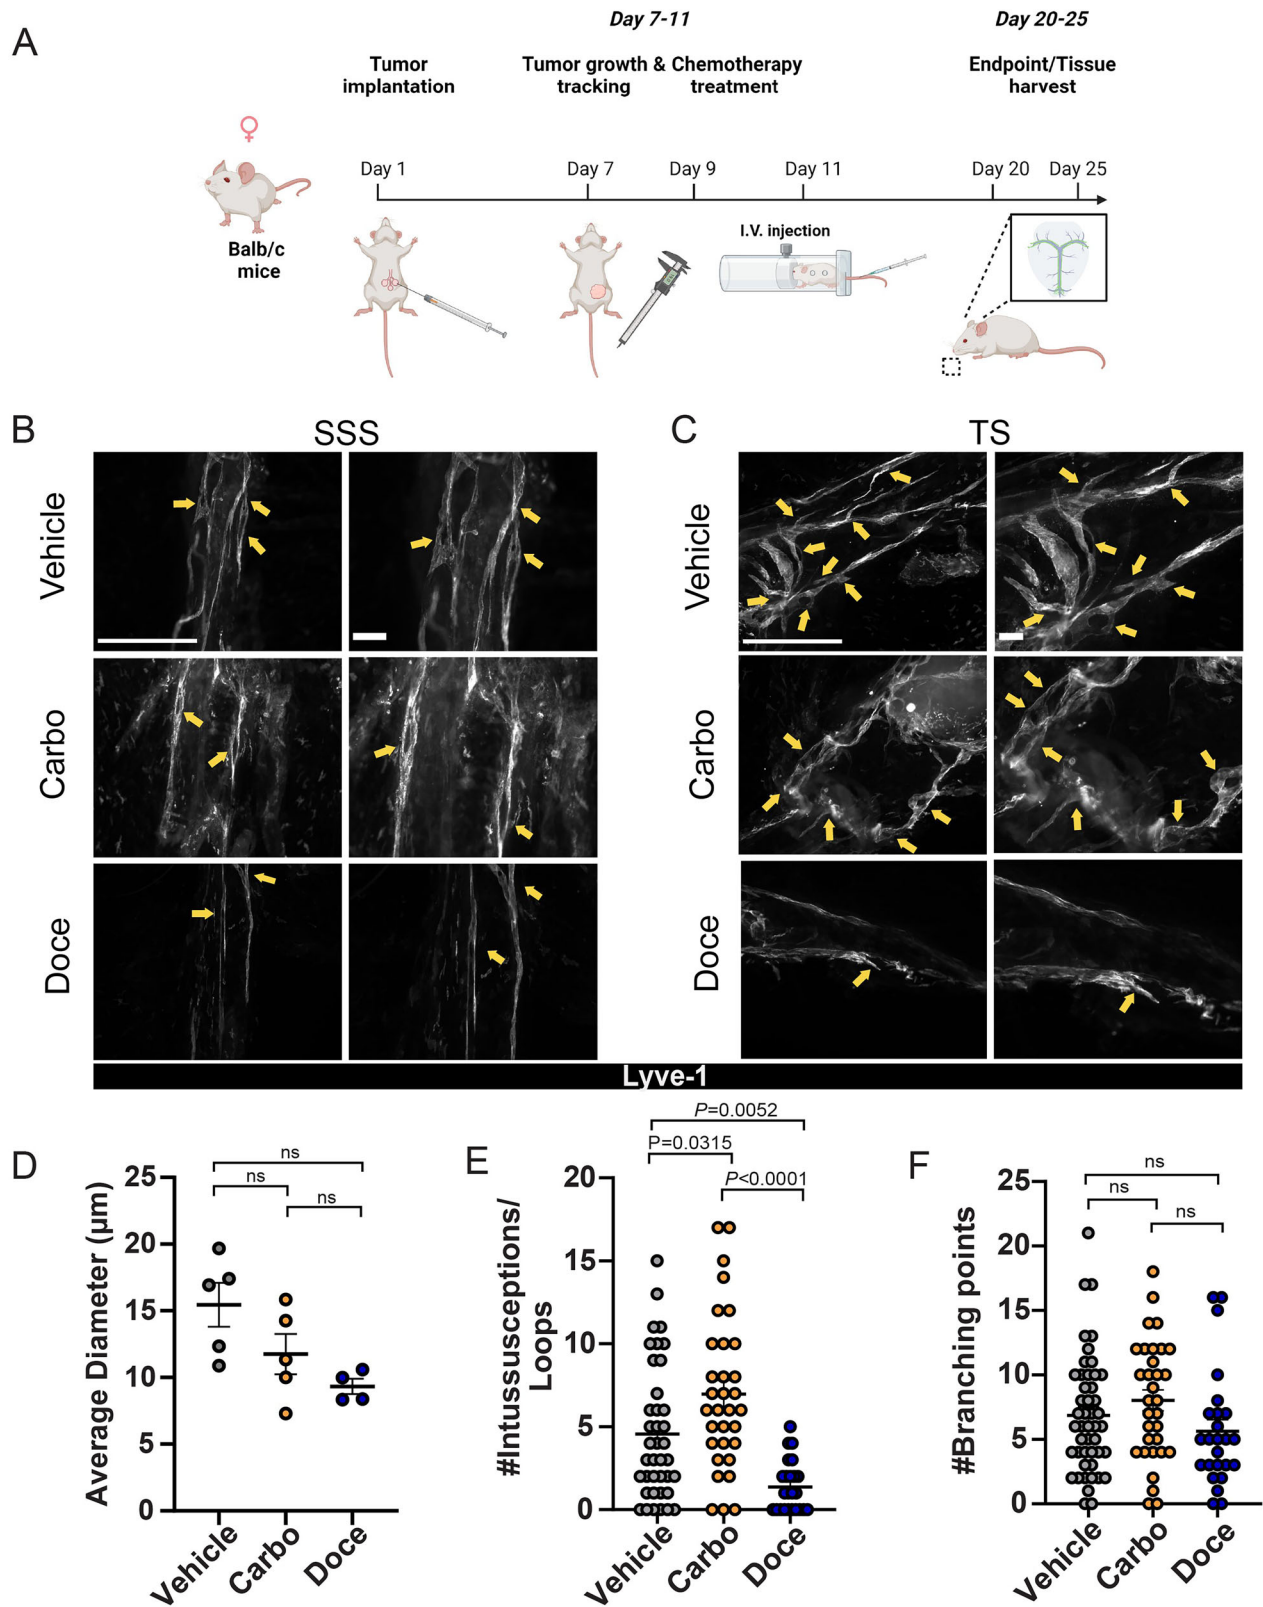 A
Day 7-11
Day 20-25
Tumor
implantation
Tumor growth & Chemotherapy
tracking treatment
Endpoint/Tissue
harvest
Day 1
Day 7
Day 9
Day 11
Day 20
Day 25
Balb/c
mice
I.V. injection
B
SSS
C
TS
Vehicle
Vehicle
Carbo
Carbo
Doce
Doce
Lyve-1
D
ns
ns
ns
Average Diameter (µm)
25
20
15
10
5
0
Vehicle
Carbo
Doce
E
P=0.0052
P=0.0315
P<0.0001
#Intussusceptions/
Loops
20
15
10
5
0
Vehicle
Carbo
Doce
F
ns
ns
ns
#Branching points
25
20
15
10
5
0
Vehicle
Carbo
Doce